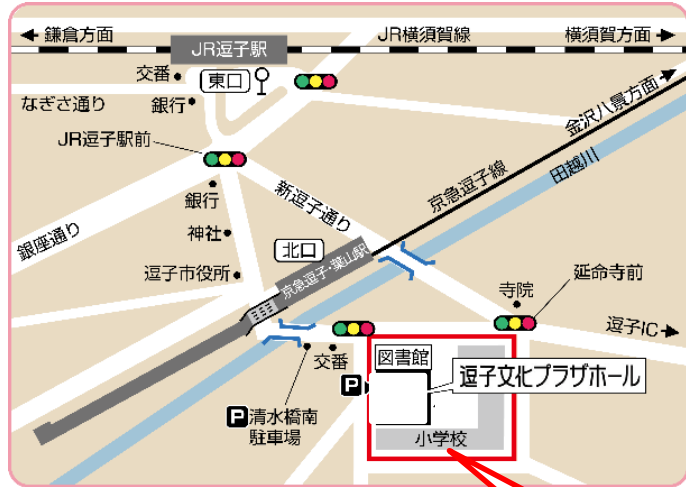 ← 鎌倉方面
JR逗子駅
JR横須賀線
横須賀方面 →
交番
東口
なぎさ通り
銀行
金沢八景方面
JR逗子駅前
京急逗子線
田越川
銀行
新逗子通り
銀座通り
神社
北口
京急逗子・葉山駅
逗子市役所
寺院
延命寺前
逗子IC→
交番
図書館
P
逗子文化プラザホール
P 清水橋南
駐車場
小学校